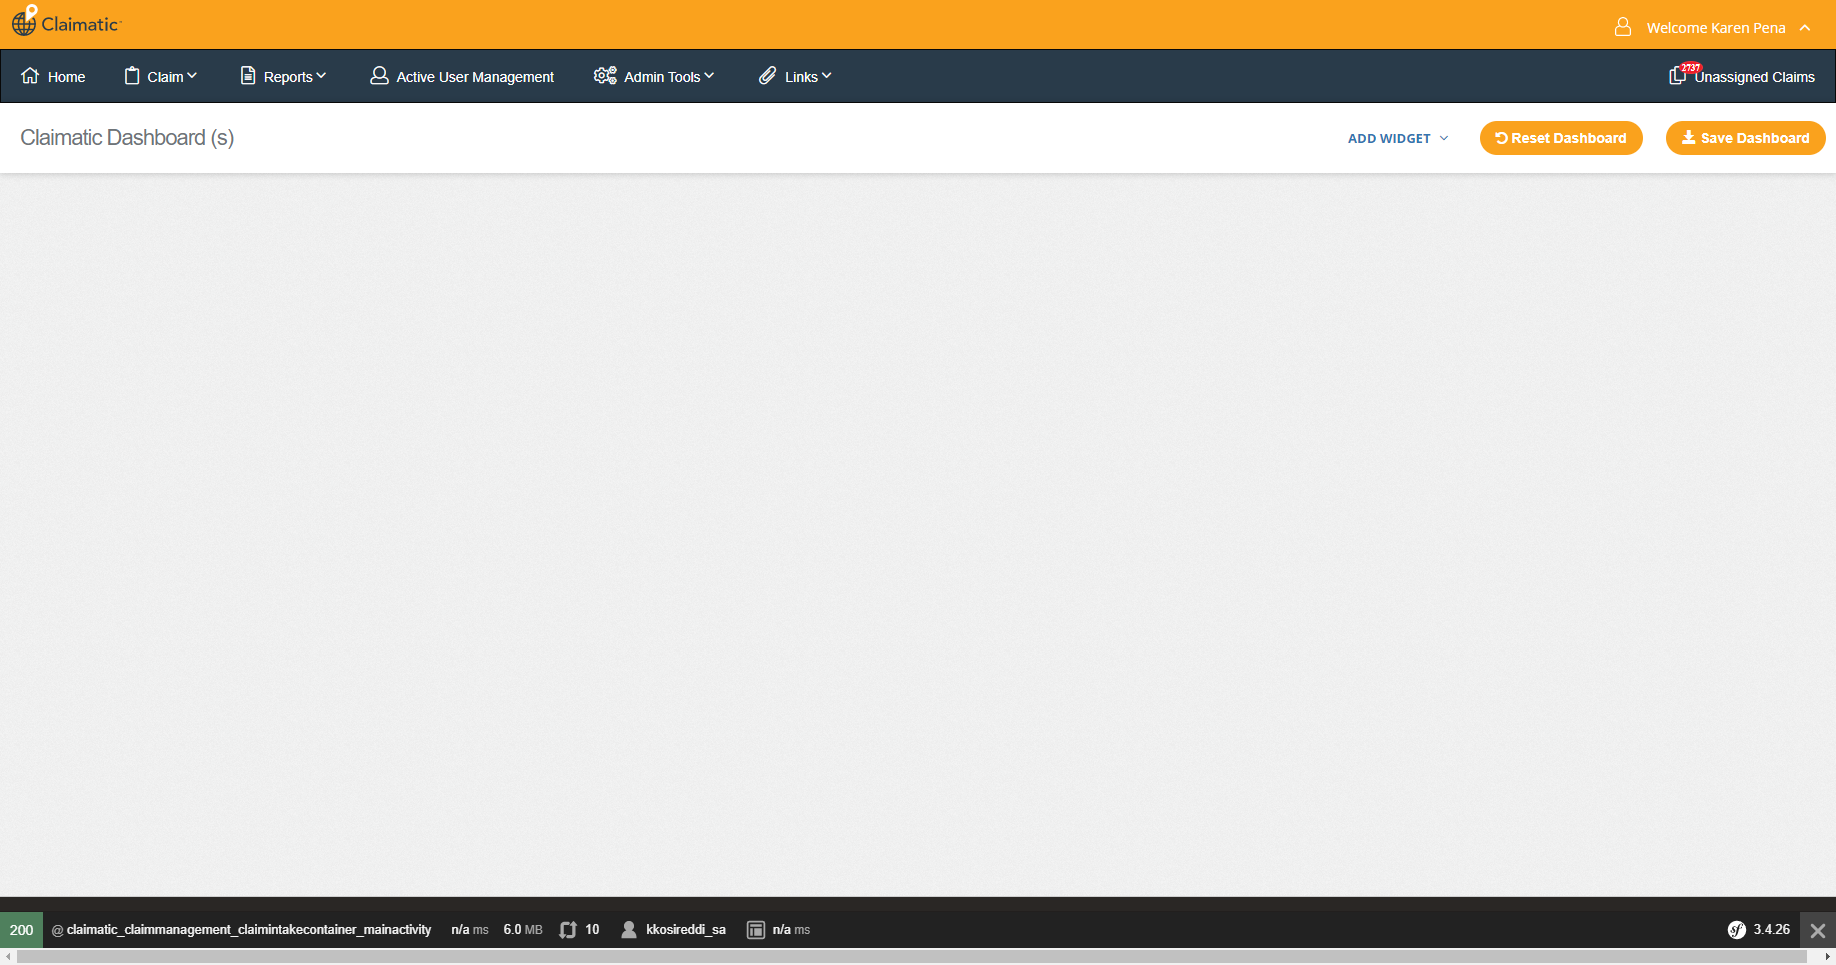 Claimatic
Welcome Karen Pena
Home Claim Reports Active User Management Admin Tools Links 2737 Unassigned Claims
Claimatic Dashboard (s) ADD WIDGET Reset Dashboard Save Dashboard
200 @ claimatic_claimmanagement_claimintakecontainer_mainactivity n/a ms 6.0 MB 10 kkosireddi_sa n/a ms sf 3.4.26